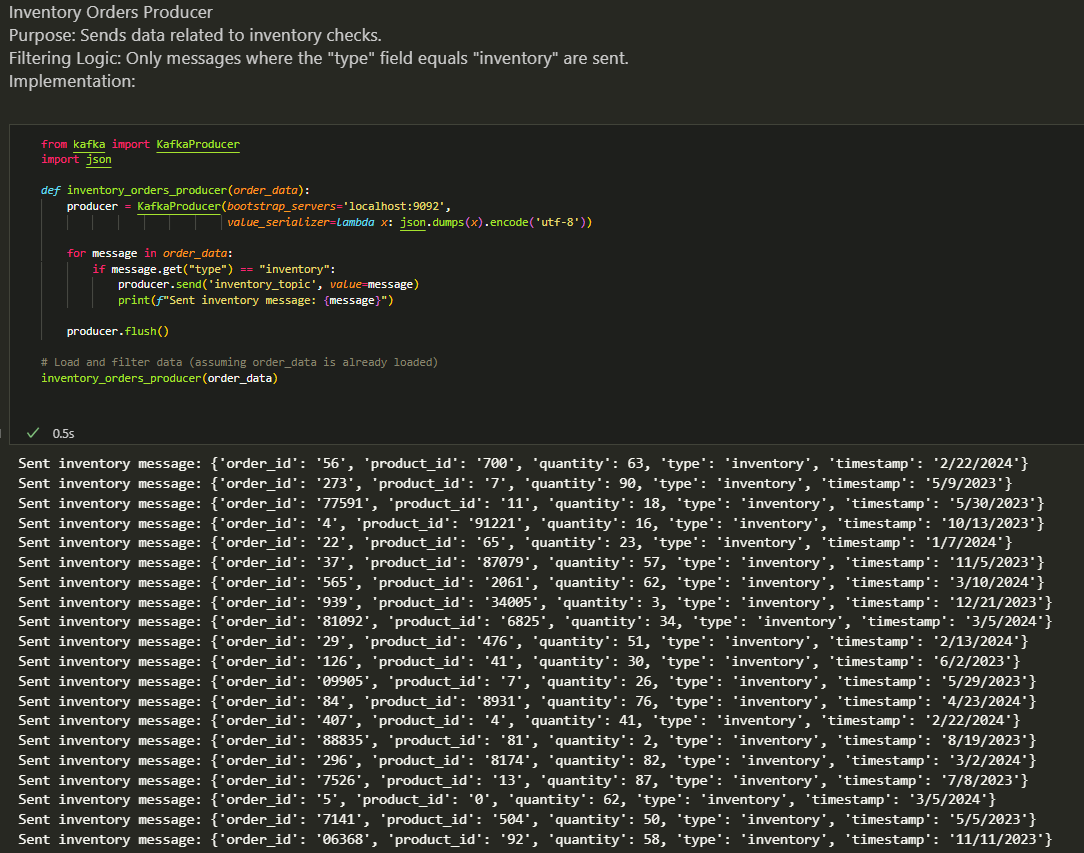 Inventory Orders Producer
Purpose: Sends data related to inventory checks.
Filtering Logic: Only messages where the "type" field equals "inventory" are sent.
Implementation:
from kafka import KafkaProducer
import json
def inventory_orders_producer(order_data):
producer = KafkaProducer(bootstrap_servers='localhost:9092',
value_serializer=lambda x: json.dumps(x).encode('utf-8'))
for message in order_data:
if message.get("type") == "inventory":
producer.send('inventory_topic', value=message)
print(f"Sent inventory message: {message}")
producer.flush()
# Load and filter data (assuming order_data is already loaded)
inventory_orders_producer(order_data)
0.5s
Sent inventory message: {'order_id': '56', 'product_id': '700', 'quantity': 63, 'type': 'inventory', 'timestamp': '2/22/2024'}
Sent inventory message: {'order_id': '273', 'product_id': '7', 'quantity': 90, 'type': 'inventory', 'timestamp': '5/9/2023'}
Sent inventory message: {'order_id': '77591', 'product_id': '11', 'quantity': 18, 'type': 'inventory', 'timestamp': '5/30/2023'}
Sent inventory message: {'order_id': '4', 'product_id': '91221', 'quantity': 16, 'type': 'inventory', 'timestamp': '10/13/2023'}
Sent inventory message: {'order_id': '22', 'product_id': '65', 'quantity': 23, 'type': 'inventory', 'timestamp': '1/7/2024'}
Sent inventory message: {'order_id': '37', 'product_id': '87079', 'quantity': 57, 'type': 'inventory', 'timestamp': '11/5/2023'}
Sent inventory message: {'order_id': '565', 'product_id': '2061', 'quantity': 62, 'type': 'inventory', 'timestamp': '3/10/2024'}
Sent inventory message: {'order_id': '939', 'product_id': '34005', 'quantity': 3, 'type': 'inventory', 'timestamp': '12/21/2023'}
Sent inventory message: {'order_id': '81092', 'product_id': '6825', 'quantity': 34, 'type': 'inventory', 'timestamp': '3/5/2024'}
Sent inventory message: {'order_id': '29', 'product_id': '476', 'quantity': 51, 'type': 'inventory', 'timestamp': '2/13/2024'}
Sent inventory message: {'order_id': '126', 'product_id': '41', 'quantity': 30, 'type': 'inventory', 'timestamp': '6/2/2023'}
Sent inventory message: {'order_id': '09905', 'product_id': '7', 'quantity': 26, 'type': 'inventory', 'timestamp': '5/29/2023'}
Sent inventory message: {'order_id': '84', 'product_id': '8931', 'quantity': 76, 'type': 'inventory', 'timestamp': '4/23/2024'}
Sent inventory message: {'order_id': '407', 'product_id': '4', 'quantity': 41, 'type': 'inventory', 'timestamp': '2/22/2024'}
Sent inventory message: {'order_id': '88835', 'product_id': '81', 'quantity': 2, 'type': 'inventory', 'timestamp': '8/19/2023'}
Sent inventory message: {'order_id': '296', 'product_id': '8174', 'quantity': 82, 'type': 'inventory', 'timestamp': '3/2/2024'}
Sent inventory message: {'order_id': '7526', 'product_id': '13', 'quantity': 87, 'type': 'inventory', 'timestamp': '7/8/2023'}
Sent inventory message: {'order_id': '5', 'product_id': '0', 'quantity': 62, 'type': 'inventory', 'timestamp': '3/5/2024'}
Sent inventory message: {'order_id': '7141', 'product_id': '504', 'quantity': 50, 'type': 'inventory', 'timestamp': '5/5/2023'}
Sent inventory message: {'order_id': '06368', 'product_id': '92', 'quantity': 58, 'type': 'inventory', 'timestamp': '11/11/2023'}